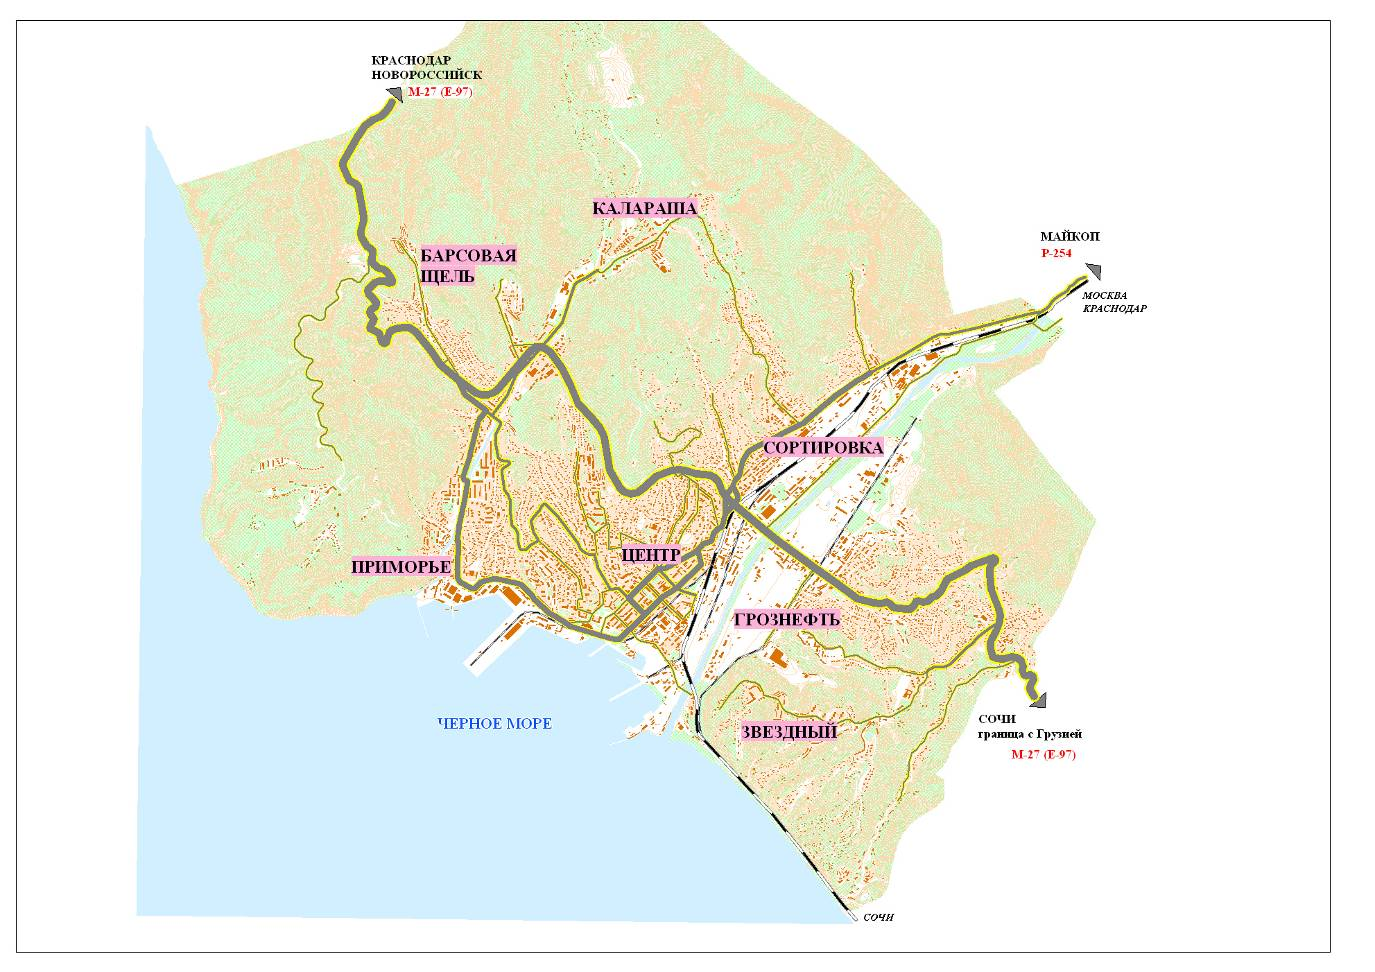 КРАСНОДАР
НОВОРОССИЙСК
М-27 (Е-97)
КАЛАРАША
МАЙКОП
Р-254
БАРСОВАЯ
ЩЕЛЬ
МОСКВА
КРАСНОДАР
СОРТИРОВКА
ЦЕНТР
ПРИМОРЬЕ
ГРОЗНЕФТЬ
ЧЕРНОЕ МОРЕ
ЗВЕЗДНЫЙ
СОЧИ
граница с Грузией
М-27 (Е-97)
СОЧИ